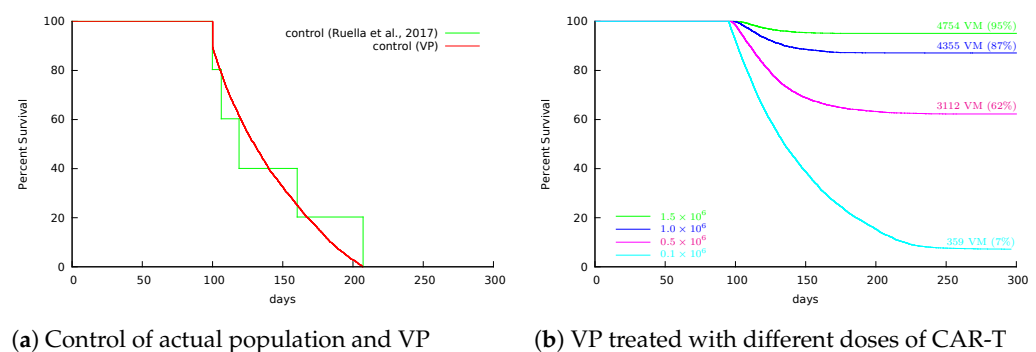 100
80
60
40
20
0
Percent Survival
0 50 100 150 200 250 300
days
control (Ruella et al., 2017)
control (VP)
(a) Control of actual population and VP
100
80
60
40
20
0
Percent Survival
0 50 100 150 200 250 300
days
4754 VM (95%)
4355 VM (87%)
3112 VM (62%)
359 VM (7%)
1.5 × 10⁶
1.0 × 10⁶
0.5 × 10⁶
0.1 × 10⁶
(b) VP treated with different doses of CAR-T